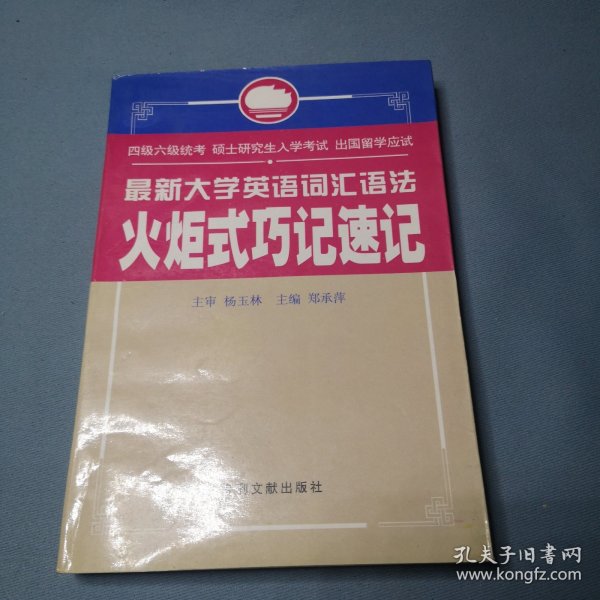 四级六级统考 硕士研究生入学考试 出国留学应试
最新大学英语词汇语法
火炬式巧记速记
主审 杨玉林 主编 郑承萍
文献出版社
孔夫子旧书网
www.kongfz.com